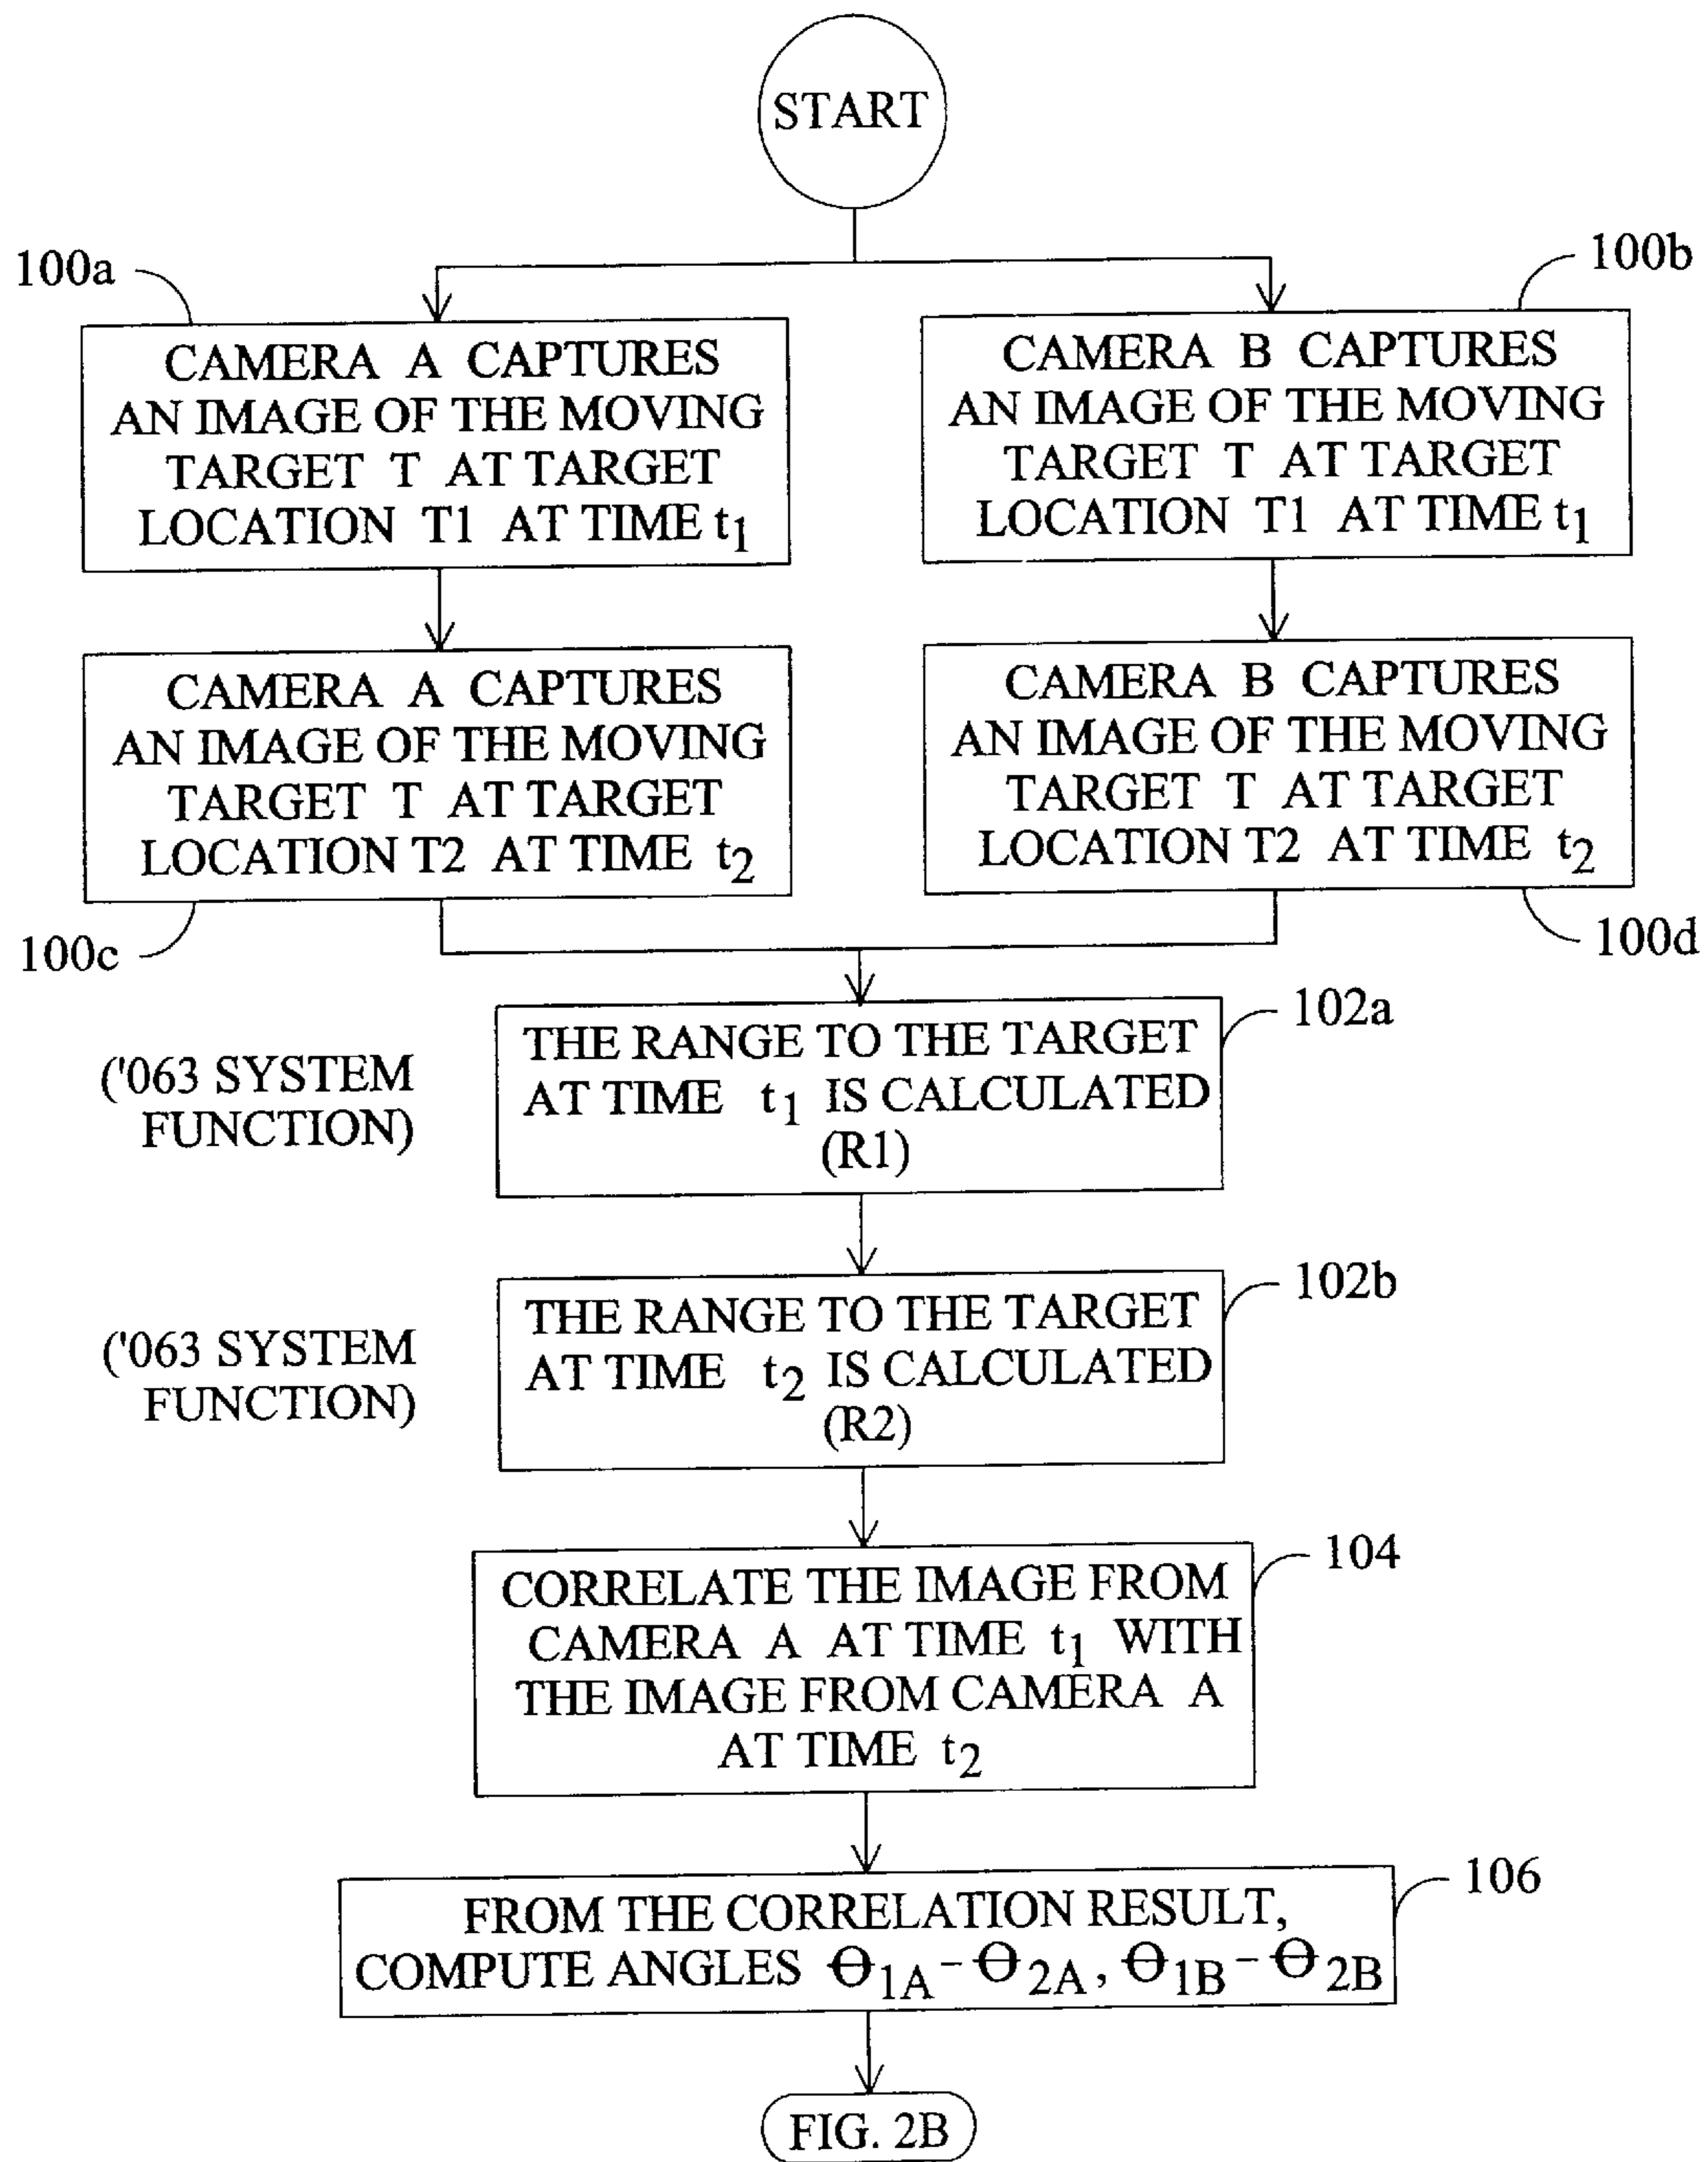 START
100a
100b
CAMERA A CAPTURES
AN IMAGE OF THE MOVING
TARGET T AT TARGET
LOCATION T1 AT TIME t1
CAMERA B CAPTURES
AN IMAGE OF THE MOVING
TARGET T AT TARGET
LOCATION T1 AT TIME t1
CAMERA A CAPTURES
AN IMAGE OF THE MOVING
TARGET T AT TARGET
LOCATION T2 AT TIME t2
CAMERA B CAPTURES
AN IMAGE OF THE MOVING
TARGET T AT TARGET
LOCATION T2 AT TIME t2
100c
100d
('063 SYSTEM
FUNCTION)
THE RANGE TO THE TARGET
AT TIME t1 IS CALCULATED
(R1)
102a
('063 SYSTEM
FUNCTION)
THE RANGE TO THE TARGET
AT TIME t2 IS CALCULATED
(R2)
102b
CORRELATE THE IMAGE FROM
CAMERA A AT TIME t1 WITH
THE IMAGE FROM CAMERA A
AT TIME t2
104
FROM THE CORRELATION RESULT,
COMPUTE ANGLES Θ1A-Θ2A, Θ1B-Θ2B
106
FIG. 2B